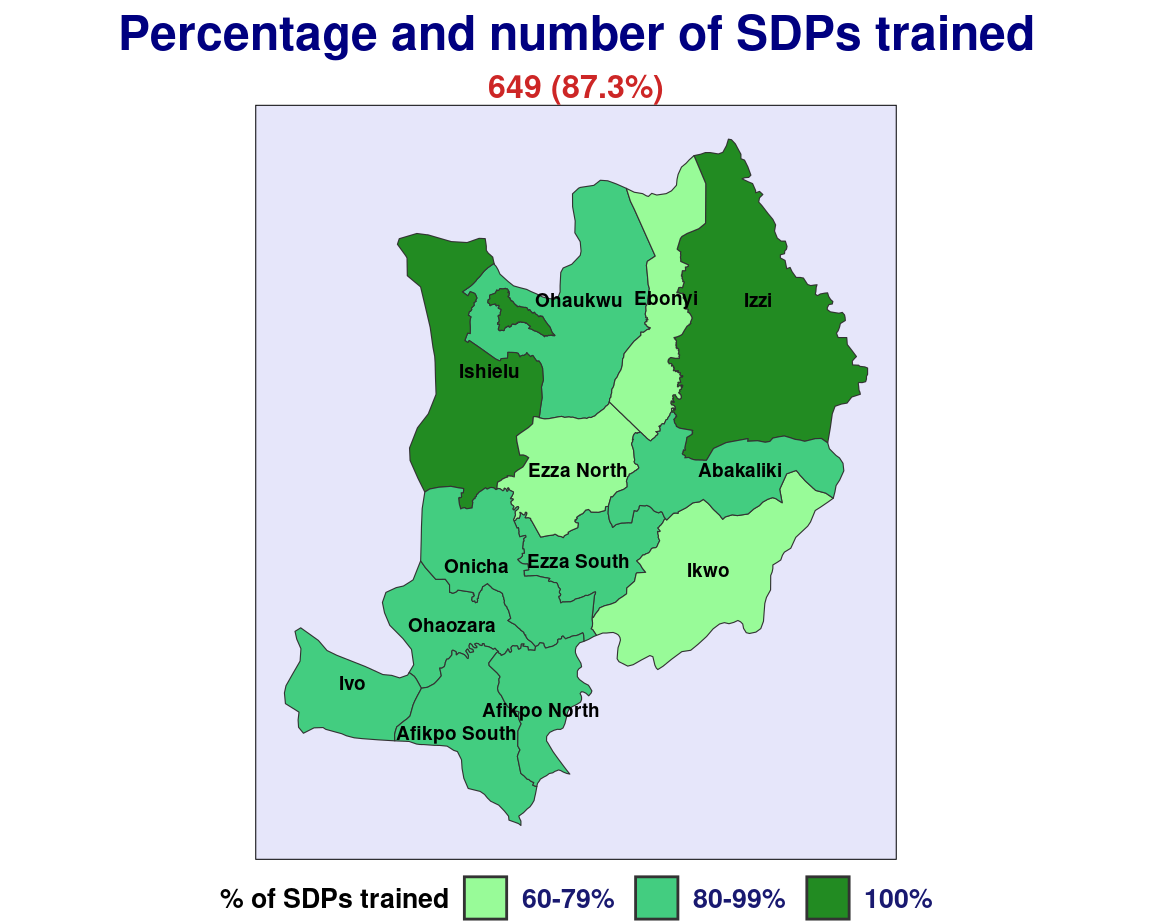 Percentage and number of SDPs trained
649 (87.3%)
Ohaukwu
Ebonyi
Izzi
Ishielu
Ezza North
Abakaliki
Onicha
Ezza South
Ikwo
Ohaozara
Ivo
Afikpo North
Afikpo South
% of SDPs trained 60-79% 80-99% 100%